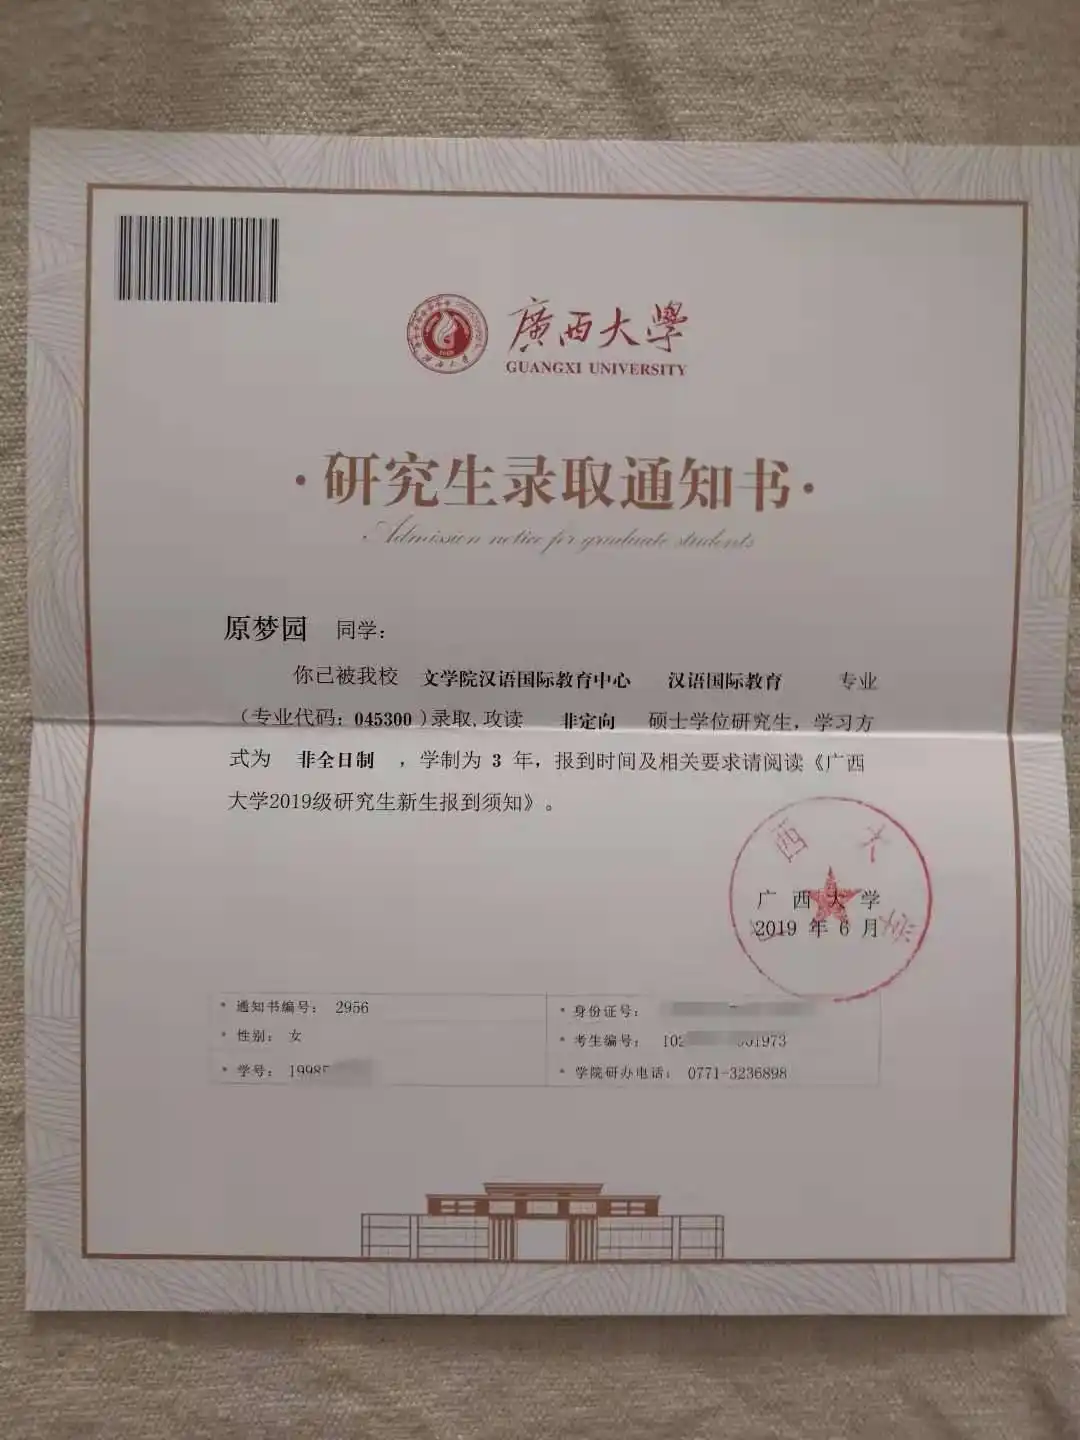 廣西大學
GUANGXI UNIVERSITY
·研究生录取通知书·
Admission notice for graduate students
原梦园 同学：
你已被我校 文学院汉语国际教育中心 汉语国际教育 专业
（专业代码：045300）录取，攻读 非定向 硕士学位研究生，学习方
式为 非全日制 ，学制为 3 年，报到时间及相关要求请阅读《广西
大学2019级研究生新生报到须知》。
西 大 学
广 西 大 学
2019 年 6 月
* 通知书编号： 2956
* 性别： 女
* 学号： 1998
* 身份证号：
* 考生编号： 102 01973
* 学院研办电话： 0771-3236898